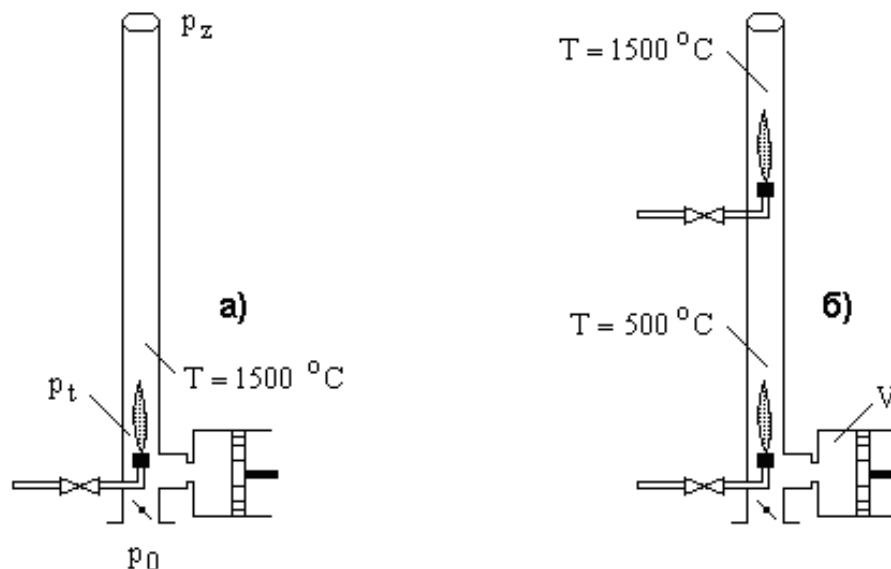 p_z
T = 1500 °C
а)
T = 500 °C
б)
p_t
T = 1500 °C
V
p_0